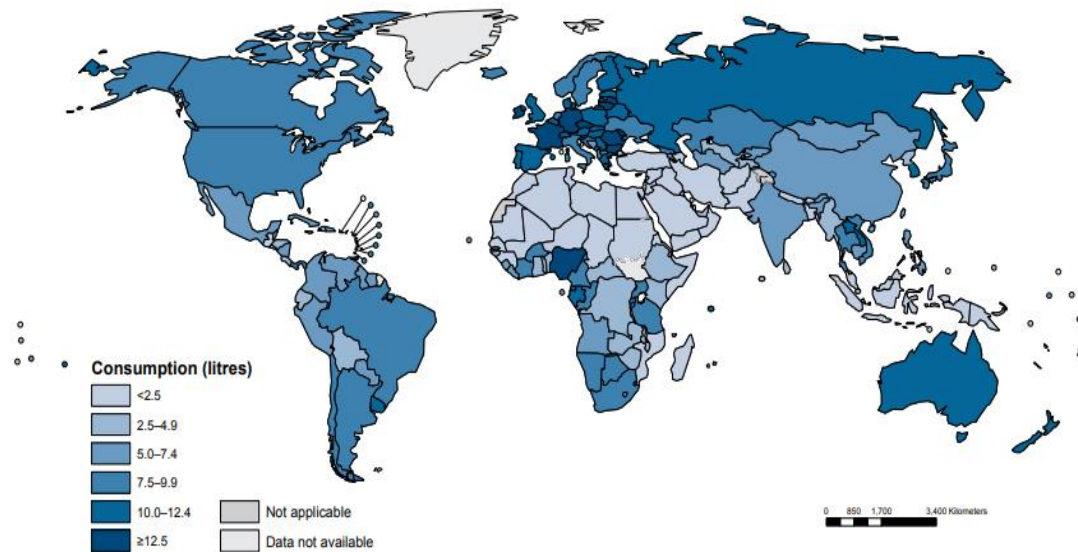 Consumption (litres)
<2.5
2.5–4.9
5.0–7.4
7.5–9.9
10.0–12.4
≥12.5
Not applicable
Data not available
0 850 1,700 3,400 Kilometers